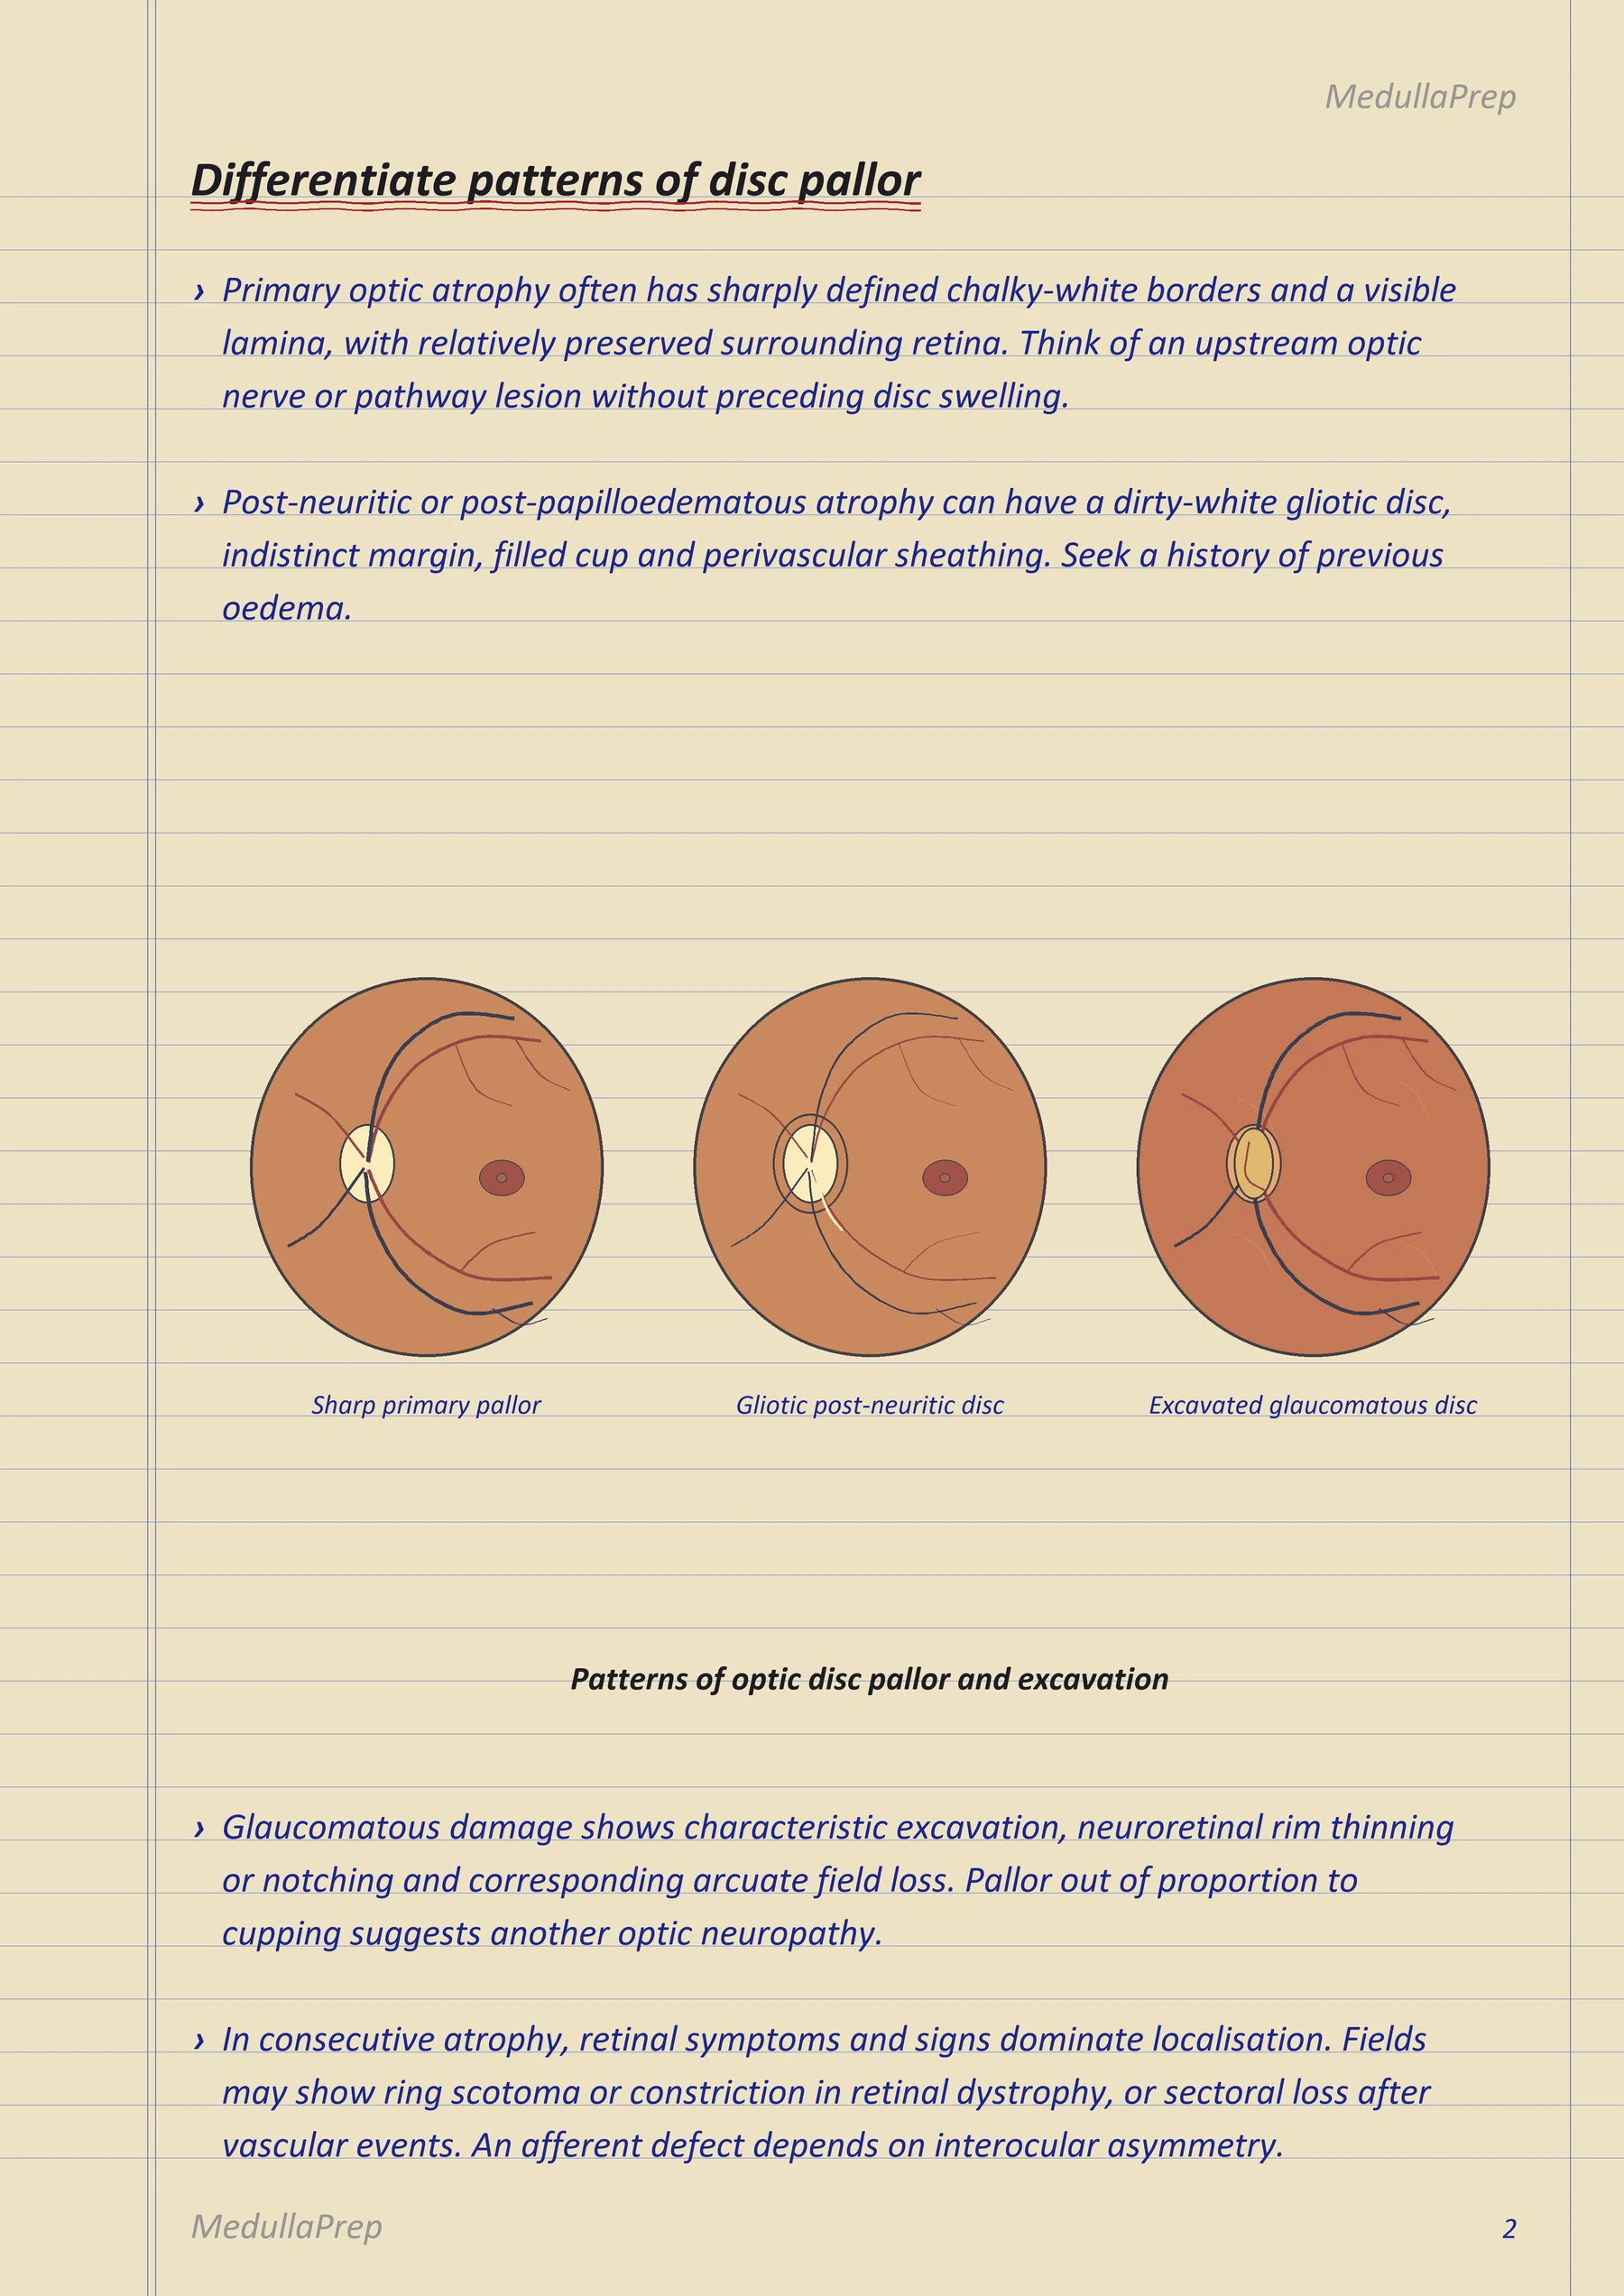 MedullaPrep
Differentiate patterns of disc pallor
› Primary optic atrophy often has sharply defined chalky-white borders and a visible
lamina, with relatively preserved surrounding retina. Think of an upstream optic
nerve or pathway lesion without preceding disc swelling.
› Post-neuritic or post-papilloedematous atrophy can have a dirty-white gliotic disc,
indistinct margin, filled cup and perivascular sheathing. Seek a history of previous
oedema.
Sharp primary pallor
Gliotic post-neuritic disc
Excavated glaucomatous disc
Patterns of optic disc pallor and excavation
› Glaucomatous damage shows characteristic excavation, neuroretinal rim thinning
or notching and corresponding arcuate field loss. Pallor out of proportion to
cupping suggests another optic neuropathy.
› In consecutive atrophy, retinal symptoms and signs dominate localisation. Fields
may show ring scotoma or constriction in retinal dystrophy, or sectoral loss after
vascular events. An afferent defect depends on interocular asymmetry.
MedullaPrep
2